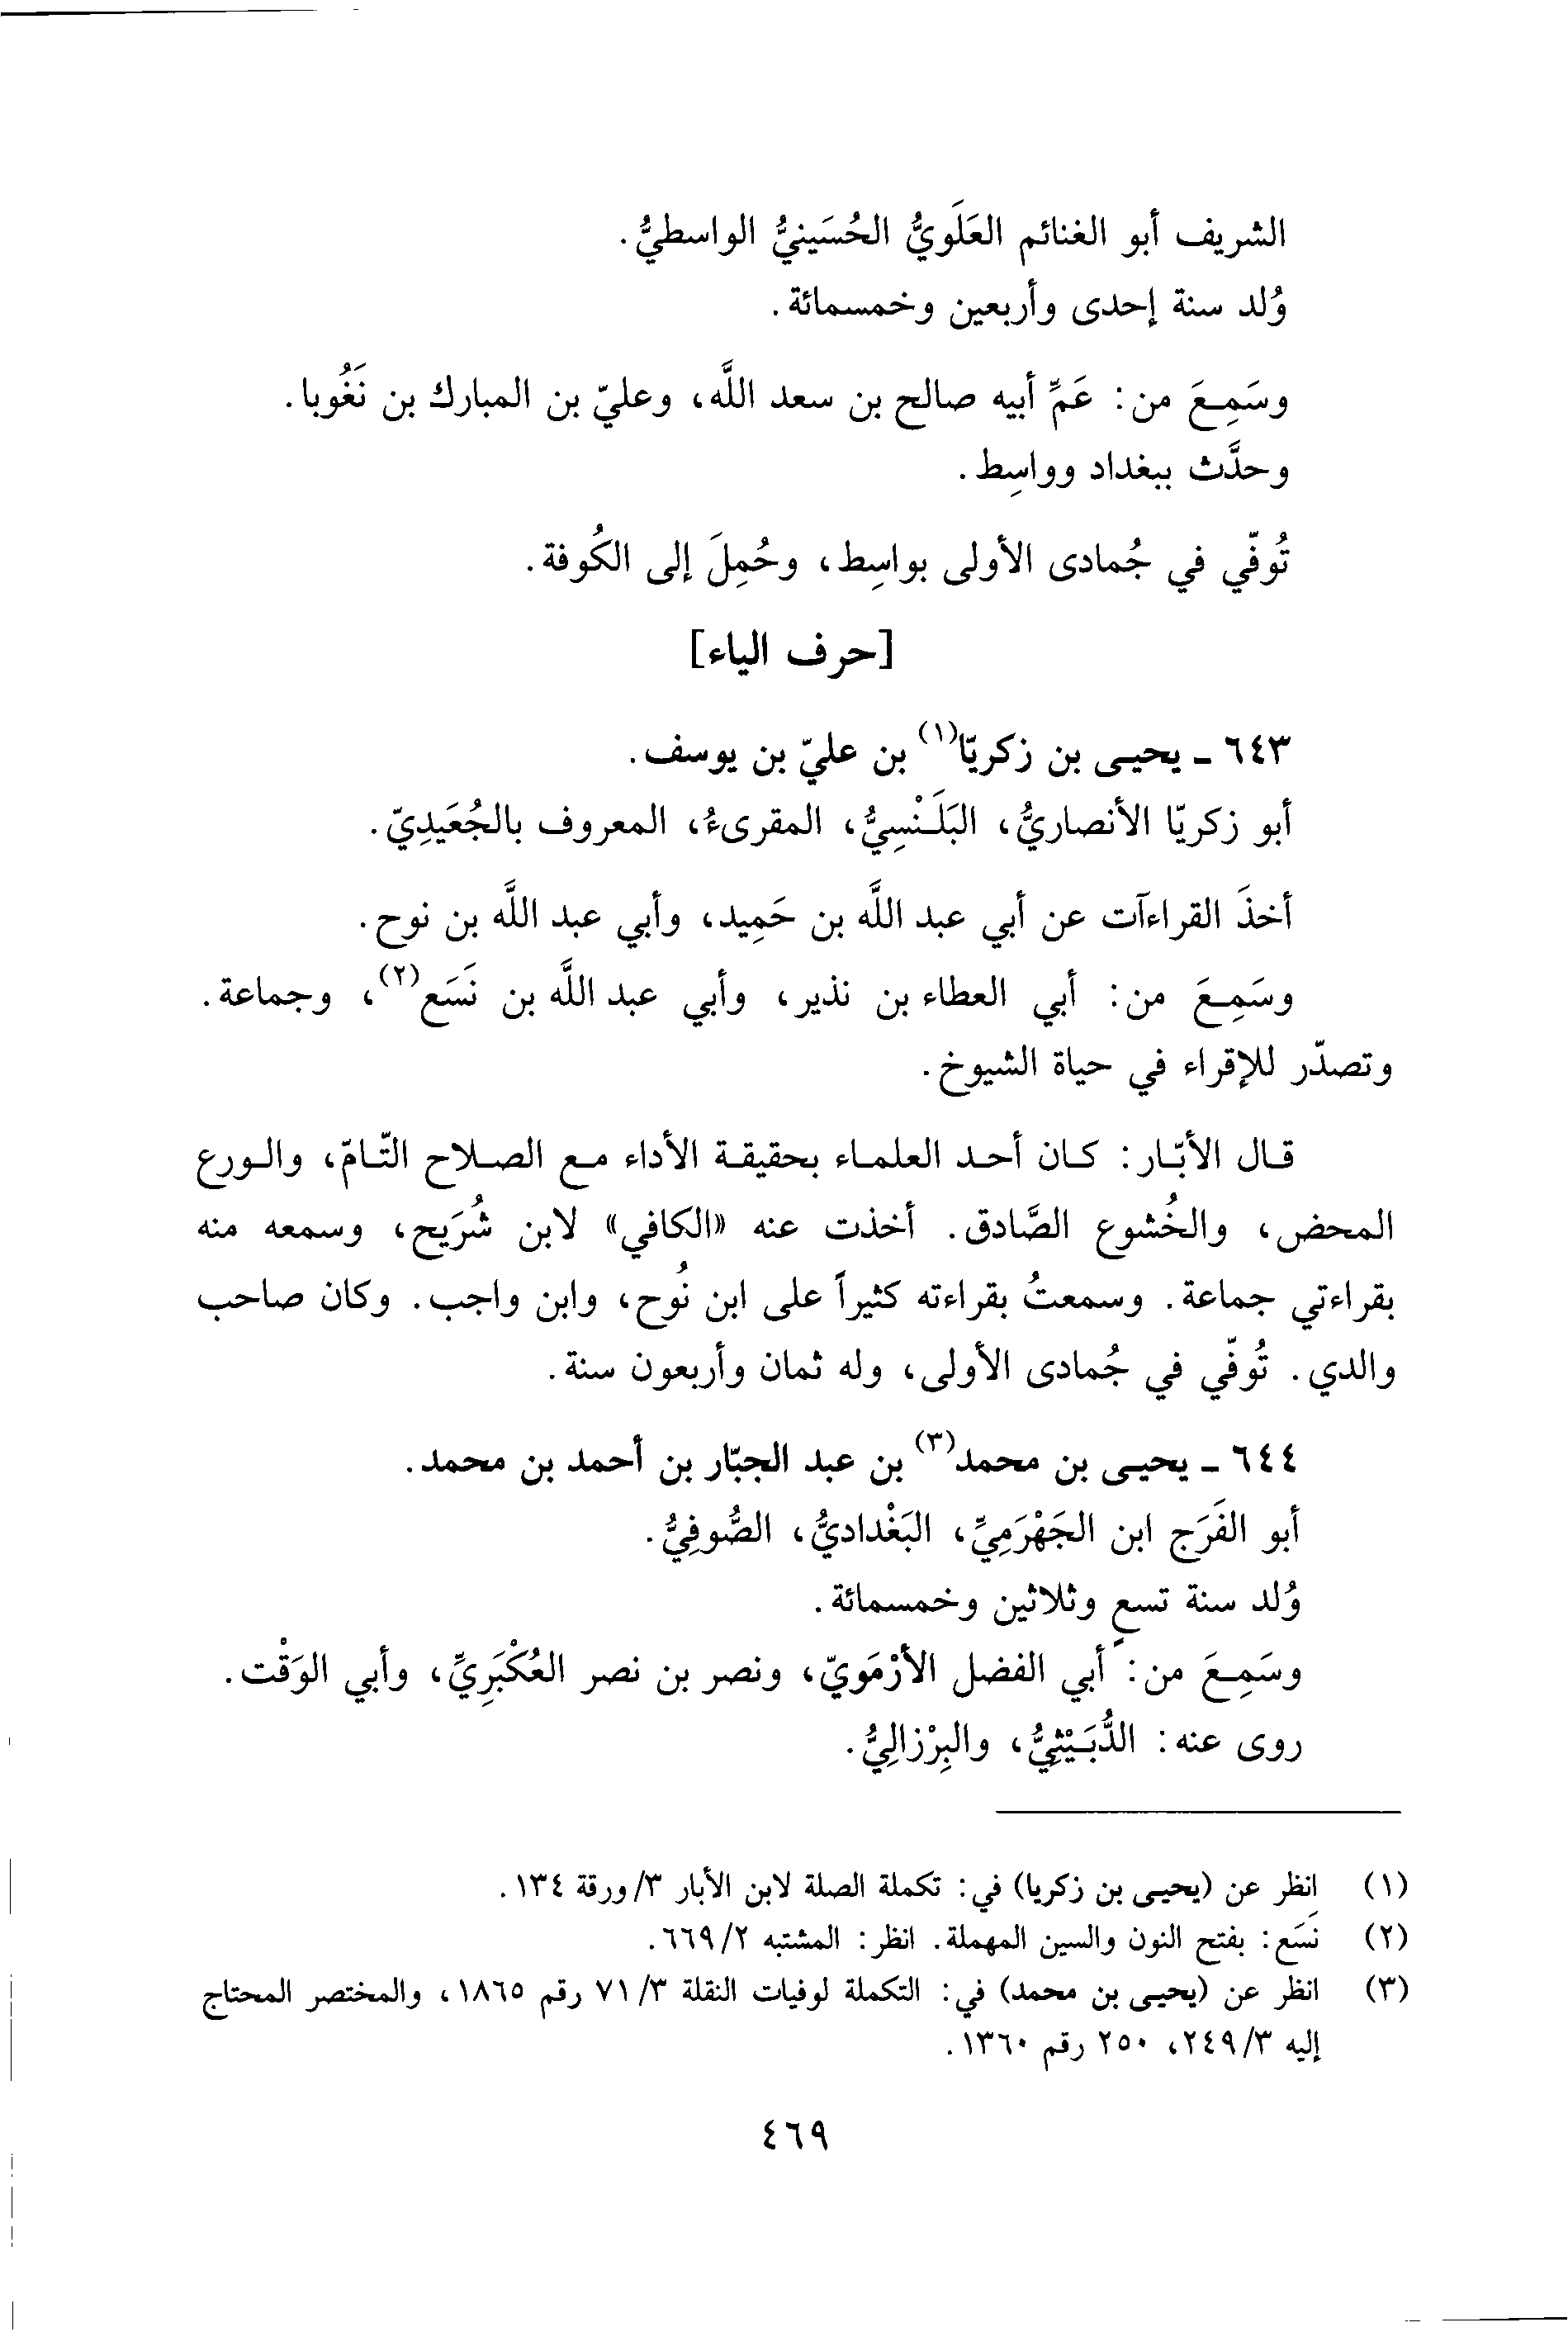 الشريف أبو الغنائم العَلَويُّ الحُسَينيُّ الواسطيُّ.
وُلد سنة إحدى وأربعين وخمسمائة.
وسَمِعَ من: عَمِّ أبيه صالح بن سعد اللَّه، وعليّ بن المبارك بن نَغُوبا.
وحدَّث ببغداد وواسِط.
تُوفّي في جُمادى الأولى بواسِط، وحُمِلَ إلى الكُوفة.
[حرف الياء]
٦٤٣ ـ يحيى بن زكريّا(١) بن عليّ بن يوسف.
أبو زكريّا الأنصاريُّ، البَلَنْسِيُّ، المقرىءُ، المعروف بالجُعَيدِيّ.
أخذَ القراءآت عن أبي عبد اللَّه بن حَمِيد، وأبي عبد اللَّه بن نوح.
وسَمِعَ من: أبي العطاء بن نذير، وأبي عبد اللَّه بن نَسَع(٢)، وجماعة.
وتصدّر للإقراء في حياة الشيوخ.
قال الأبّار: كان أحد العلماء بحقيقة الأداء مع الصلاح التّامّ، والورع
المحض، والخُشوع الصَّادق. أخذت عنه «الكافي» لابن شُرَيح، وسمعه منه
بقراءتي جماعة. وسمعتُ بقراءته كثيراً على ابن نُوح، وابن واجب. وكان صاحب
والدي. تُوفّي في جُمادى الأولى، وله ثمان وأربعون سنة.
٦٤٤ ـ يحيى بن محمد(٣) بن عبد الجبّار بن أحمد بن محمد.
أبو الفَرَج ابن الجَهْرَمِيِّ، البَغْداديُّ، الصُّوفِيُّ.
وُلد سنة تسعٍ وثلاثين وخمسمائة.
وسَمِعَ من: أبي الفضل الأرْمَويّ، ونصر بن نصر العُكْبَرِيِّ، وأبي الوَقْت.
روى عنه: الدُّبَيْثِيُّ، والبِرْزالِيُّ.
(١) انظر عن (يحيى بن زكريا) في: تكملة الصلة لابن الأبار ٣/ورقة ١٣٤.
(٢) نَسَع: بفتح النون والسين المهملة. انظر: المشتبه ٢/٦٦٩.
(٣) انظر عن (يحيى بن محمد) في: التكملة لوفيات النقلة ٣/ ٧١ رقم ١٨٦٥، والمختصر المحتاج
إليه ٣/٢٤٩، ٢٥٠ رقم ١٣٦٠.
٤٦٩